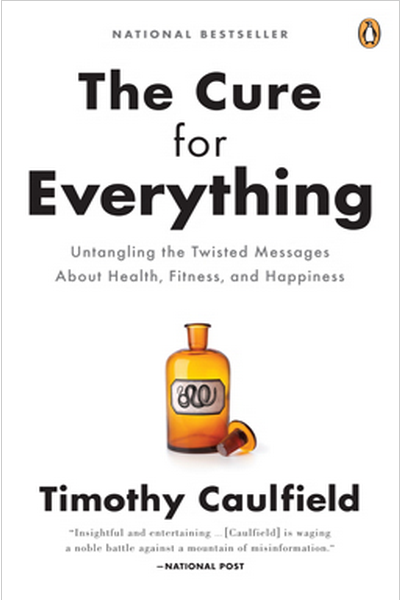 NATIONAL BESTSELLER
The Cure
for
Everything
Untangling the Twisted Messages
About Health, Fitness, and Happiness
Timothy Caulfield
“Insightful and entertaining ... [Caulfield] is waging
a noble battle against a mountain of misinformation.”
—NATIONAL POST